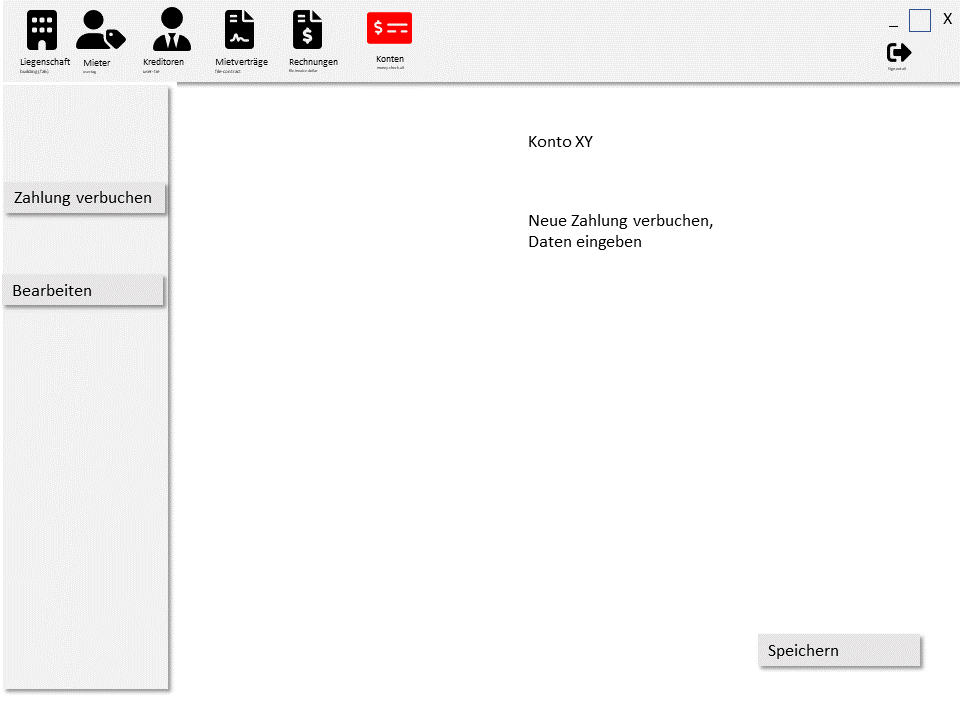 _ X
Liegenschaft Mieter Kreditoren Mietverträge Rechnungen Konten
building (fas) user-tag user-tie file-contract file-invoice-dollar money-check-alt
Sign-out-alt
Konto XY
Zahlung verbuchen
Neue Zahlung verbuchen,
Daten eingeben
Bearbeiten
Speichern